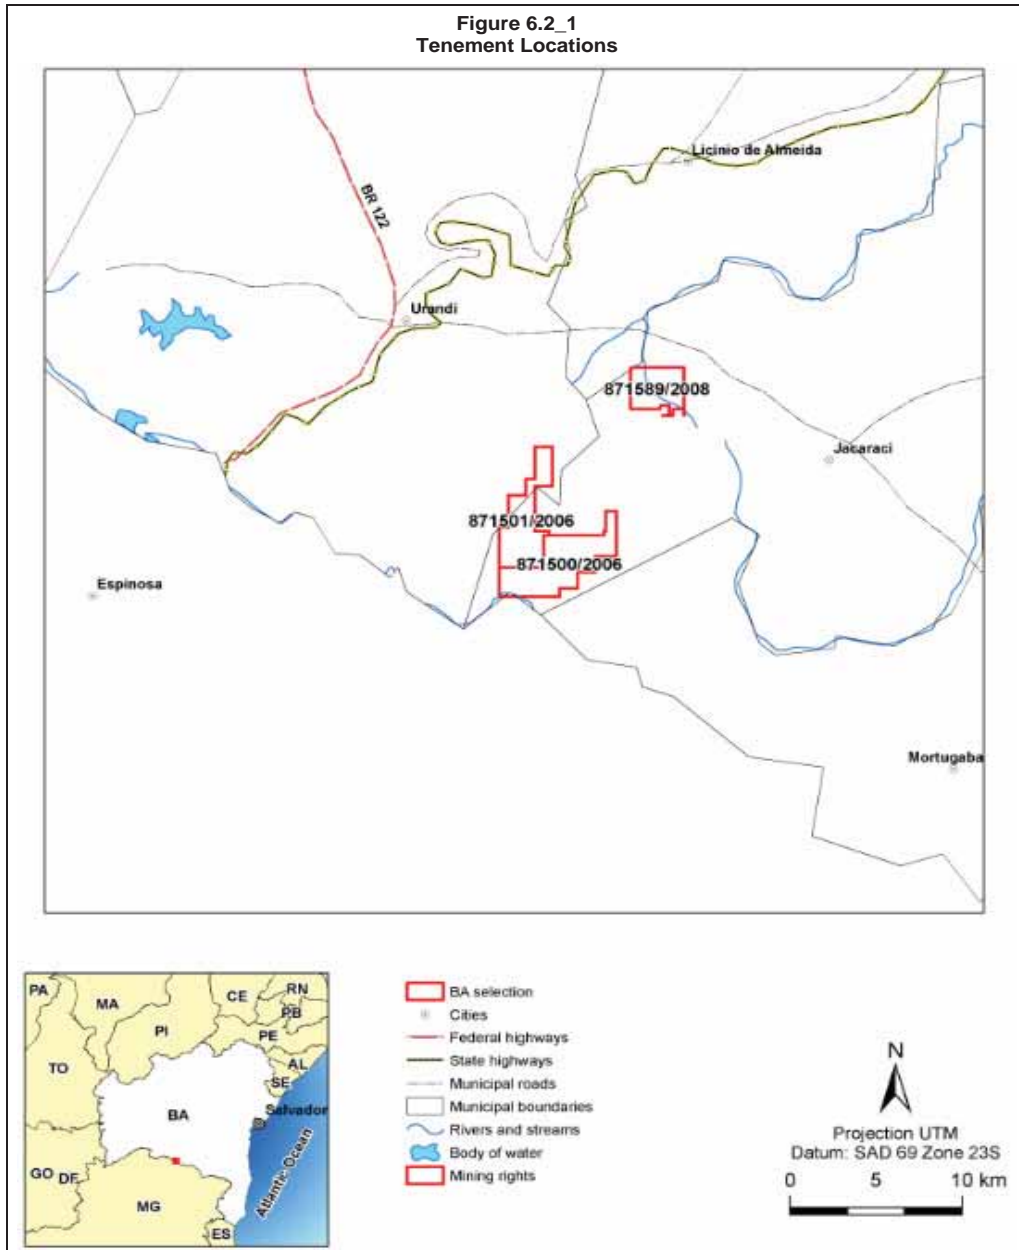 Figure 6.2_1
Tenement Locations
BR 122
Licinio de Almeida
Urandi
871589/2008
Jacaraci
871501/2006
871500/2006
Espinosa
Mortugaba
PA
MA
CE
RN
PB
PI
PE
TO
AL
SE
BA
Salvador
GO
DF
MG
ES
Atlantic Ocean
BA selection
Cities
Federal highways
State highways
Municipal roads
Municipal boundaries
Rivers and streams
Body of water
Mining rights
N
Projection UTM
Datum: SAD 69 Zone 23S
0 5 10 km